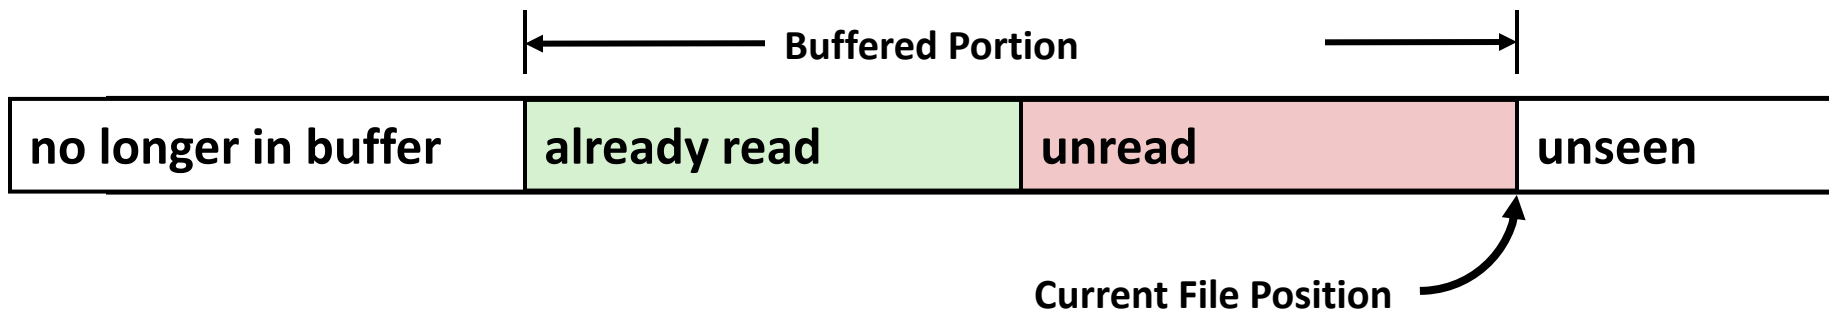 Buffered Portion
no longer in buffer
already read
unread
unseen
Current File Position